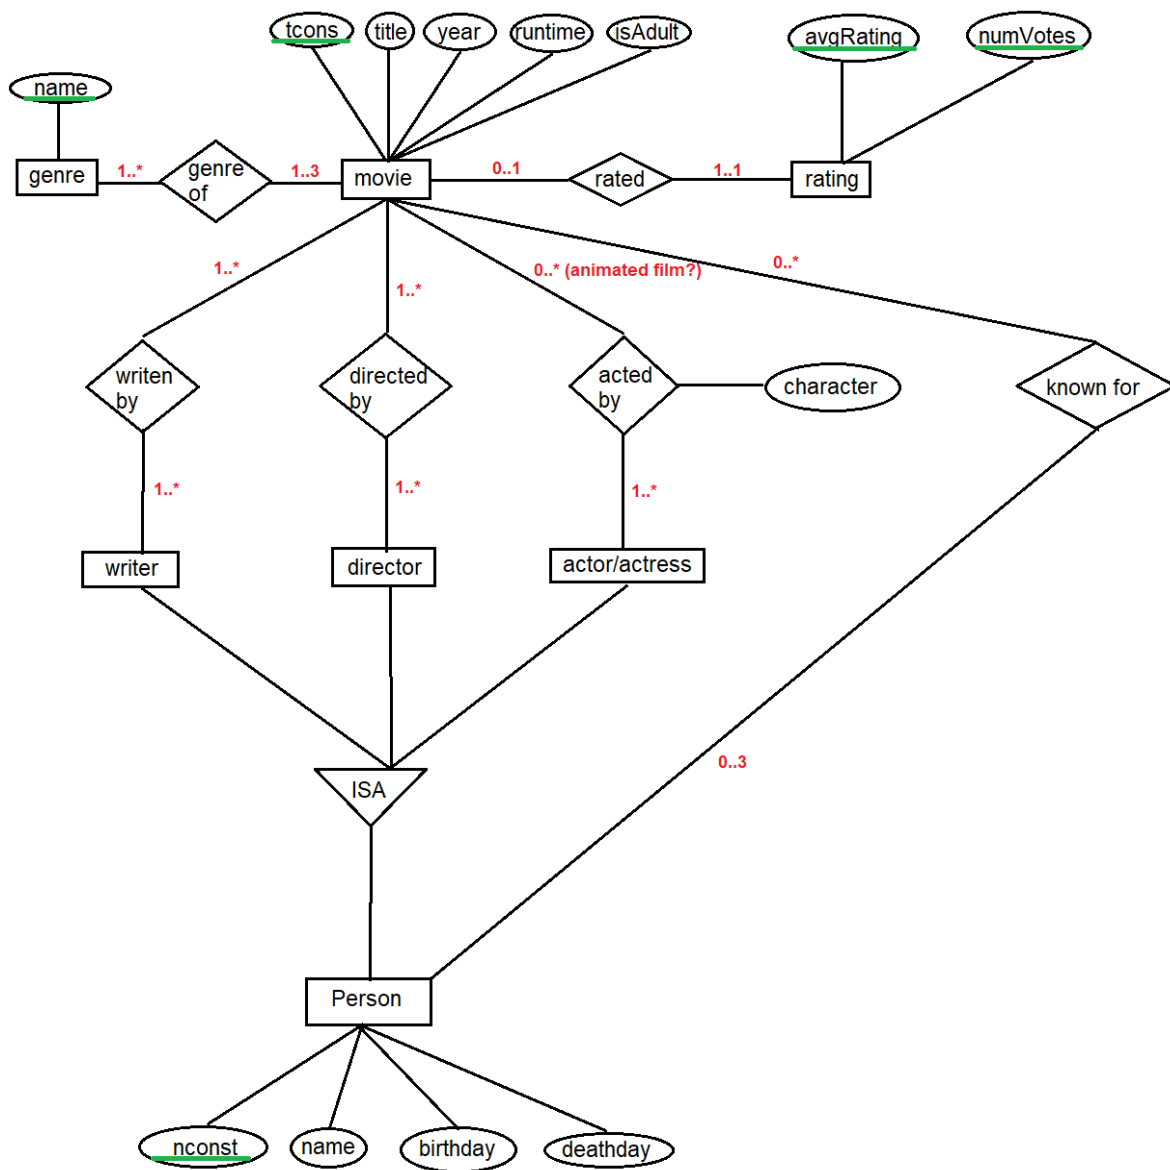 tcons
title
year
runtime
isAdult
avgRating
numVotes
name
genre
1..*
genre
of
1..3
movie
0..1
rated
1..1
rating
1..*
1..*
0..* (animated film?)
0..*
writen
by
directed
by
acted
by
character
known for
1..*
1..*
1..*
writer
director
actor/actress
ISA
0..3
Person
nconst
name
birthday
deathday